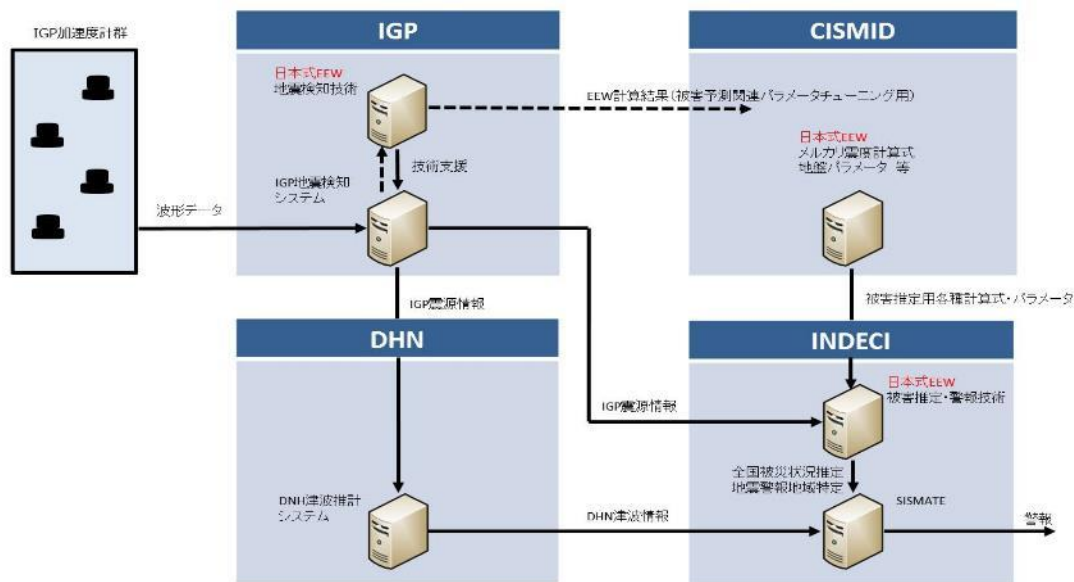 IGP加速度計群
IGP
CISMID
日本式EEW
地震検知技術
EEW計算結果（被害予測関連パラメータチューニング用）
技術支援
IGP地震検知
システム
波形データ
日本式EEW
メルカリ震度計算式
地盤パラメータ 等
IGP震源情報
被害推定用各種計算式・パラメータ
DHN
INDECI
日本式EEW
被害推定・警報技術
IGP震源情報
全国被災状況推定
地震警報地域特定
DNH津波推計
システム
DHN津波情報
SISMATE
警報